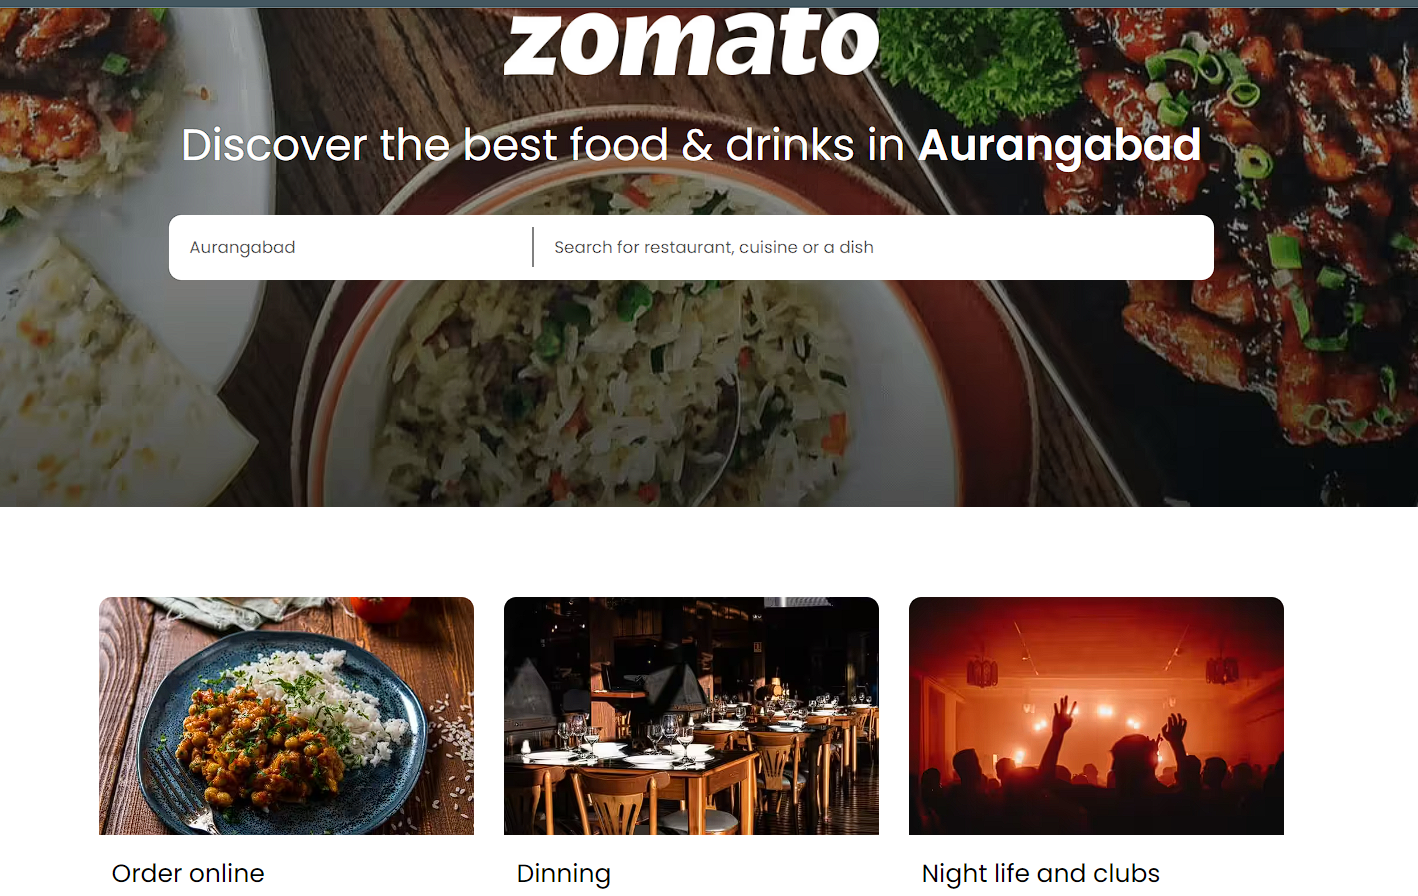 zomato
Discover the best food & drinks in Aurangabad
Aurangabad
Search for restaurant, cuisine or a dish
Order online
Dinning
Night life and clubs